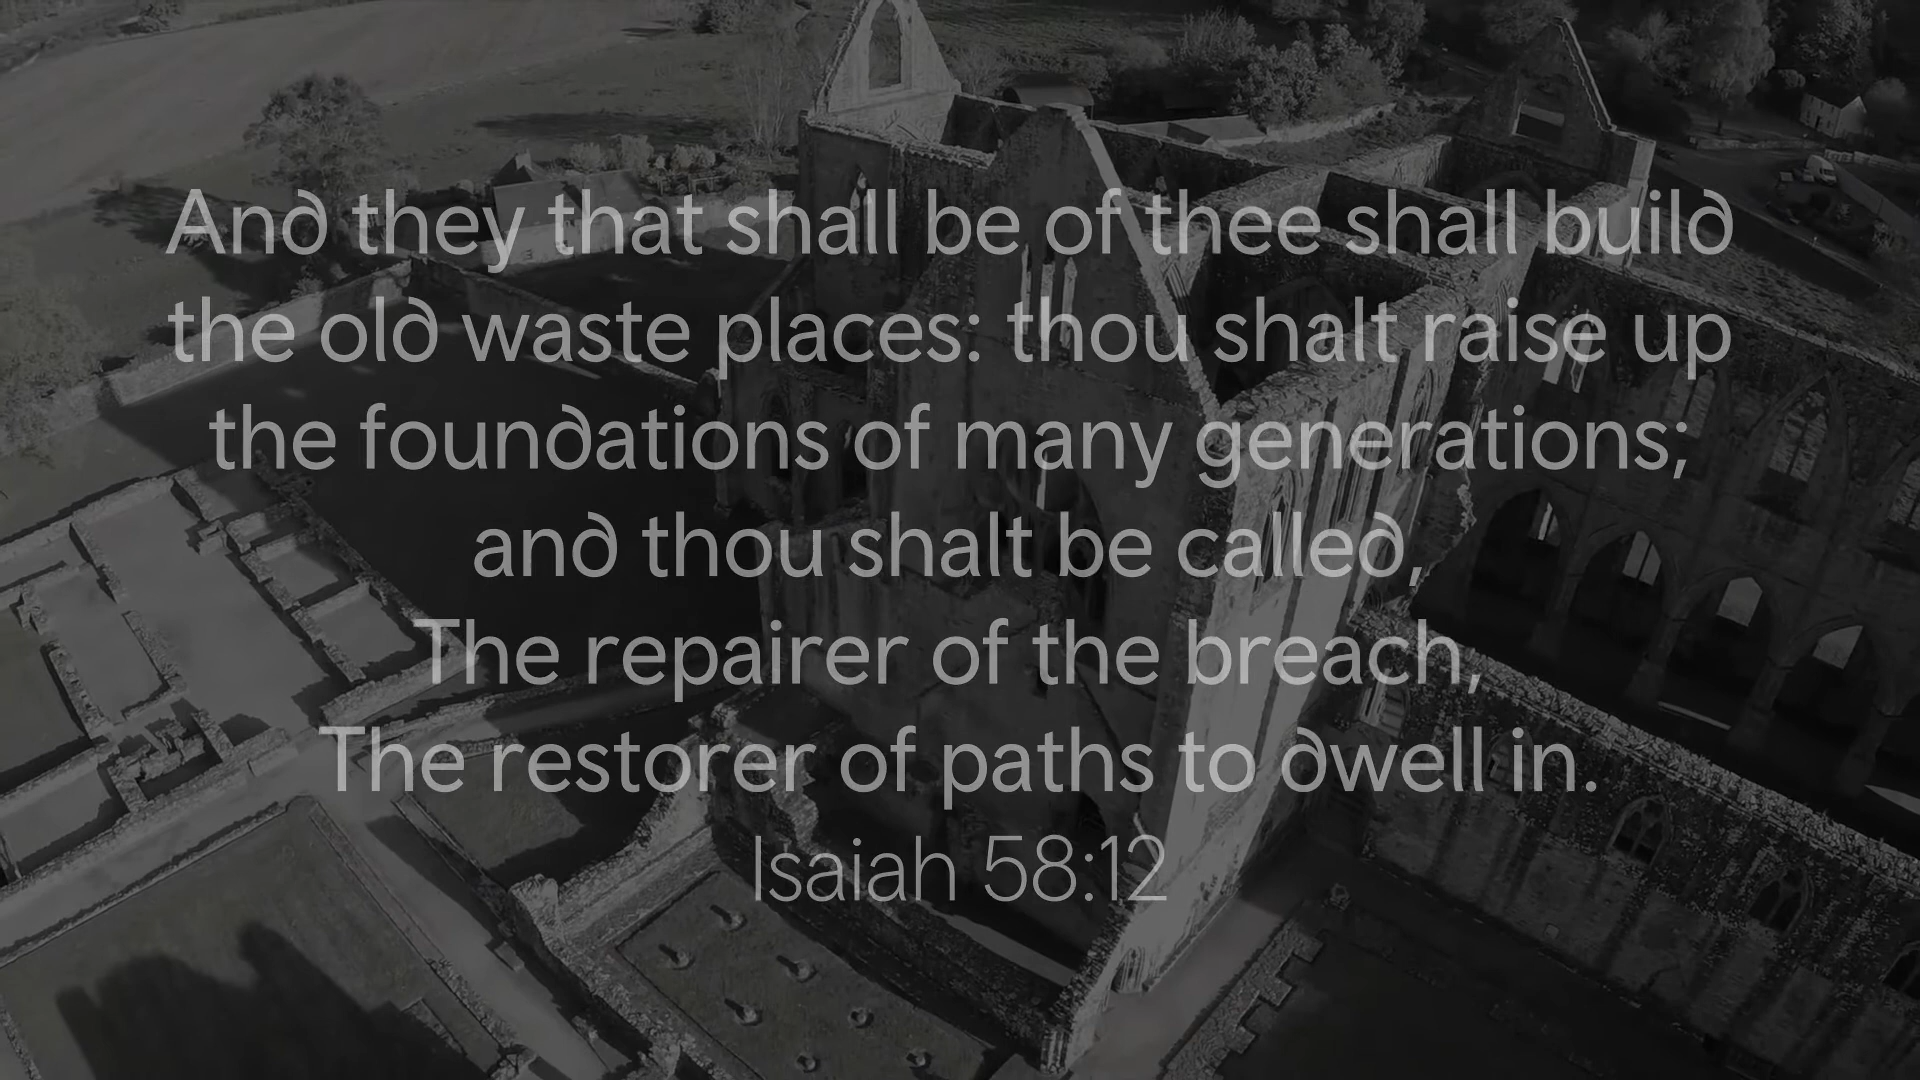 And they that shall be of thee shall build
the old waste places: thou shalt raise up
the foundations of many generations;
and thou shalt be called,
The repairer of the breach,
The restorer of paths to dwell in.
Isaiah 58:12